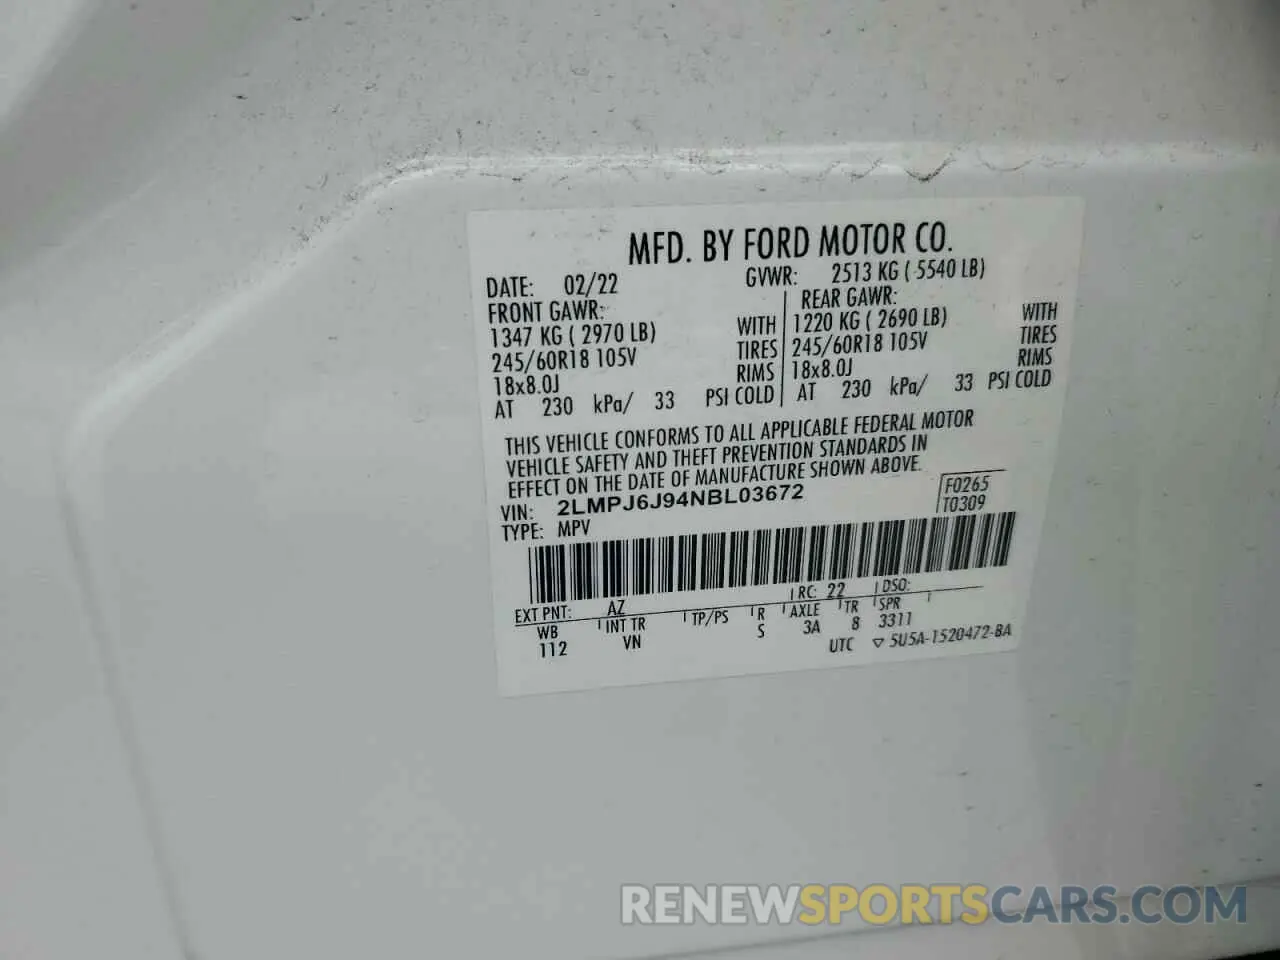 MFD. BY FORD MOTOR CO.
DATE: 02/22 GVWR: 2513 KG ( 5540 LB)
FRONT GAWR: REAR GAWR:
1347 KG ( 2970 LB) WITH 1220 KG ( 2690 LB) WITH
245/60R18 105V TIRES 245/60R18 105V TIRES
18x8.0J RIMS 18x8.0J RIMS
AT 230 kPa/ 33 PSI COLD AT 230 kPa/ 33 PSI COLD
THIS VEHICLE CONFORMS TO ALL APPLICABLE FEDERAL MOTOR
VEHICLE SAFETY AND THEFT PREVENTION STANDARDS IN
EFFECT ON THE DATE OF MANUFACTURE SHOWN ABOVE.
VIN: 2LMPJ6J94NBL03672 F0265
TYPE: MPV T0309
EXT PNT: AZ RC: 22 DSO:
WB INT TR TP/PS R AXLE TR SPR
112 VN S 3A 8 3311
UTC ▽ 5U5A-1520472-BA
RENEWSPORTSCARS.COM